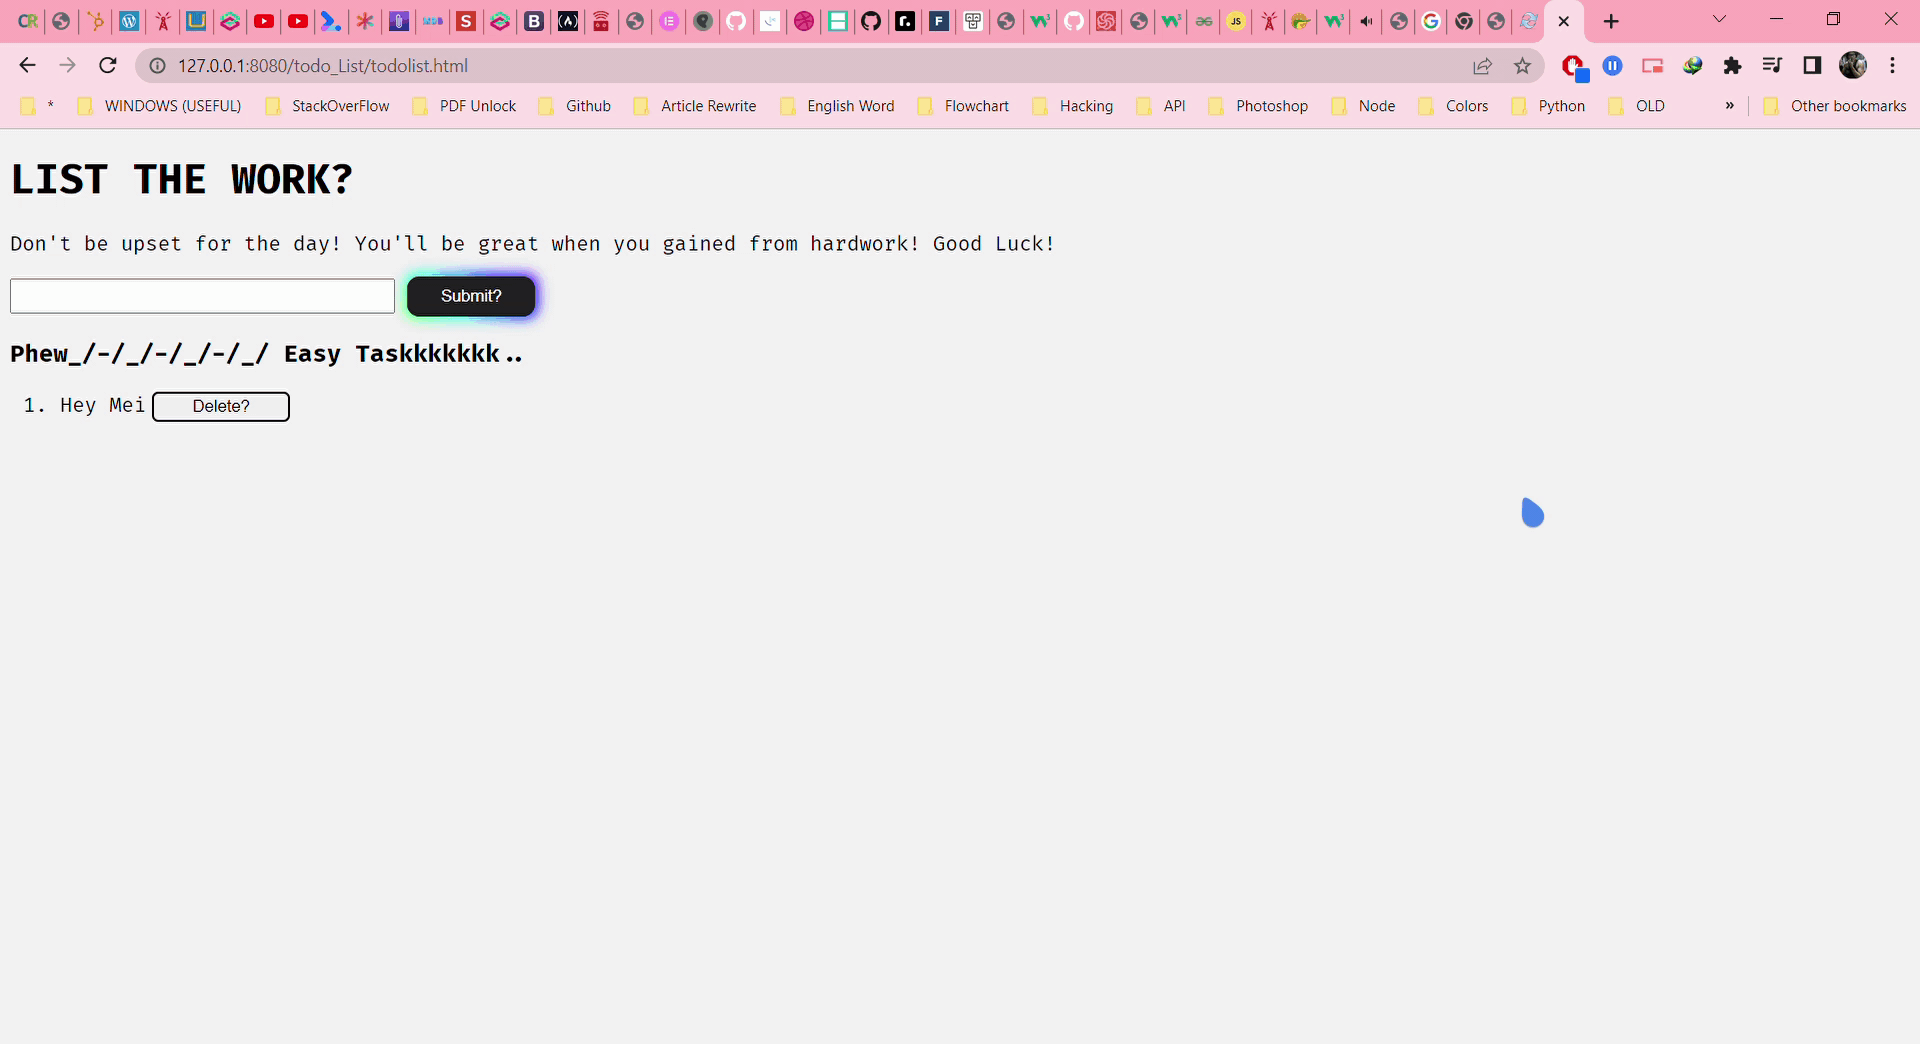 127.0.0.1:8080/todo_List/todolist.html
* WINDOWS (USEFUL) StackOverFlow PDF Unlock Github Article Rewrite English Word Flowchart Hacking API Photoshop Node Colors Python OLD » Other bookmarks
LIST THE WORK?
Don't be upset for the day! You'll be great when you gained from hardwork! Good Luck!
Submit?
Phew_/-/_/-/_/-/_/ Easy Taskkkkkkk..
1. Hey Mei Delete?